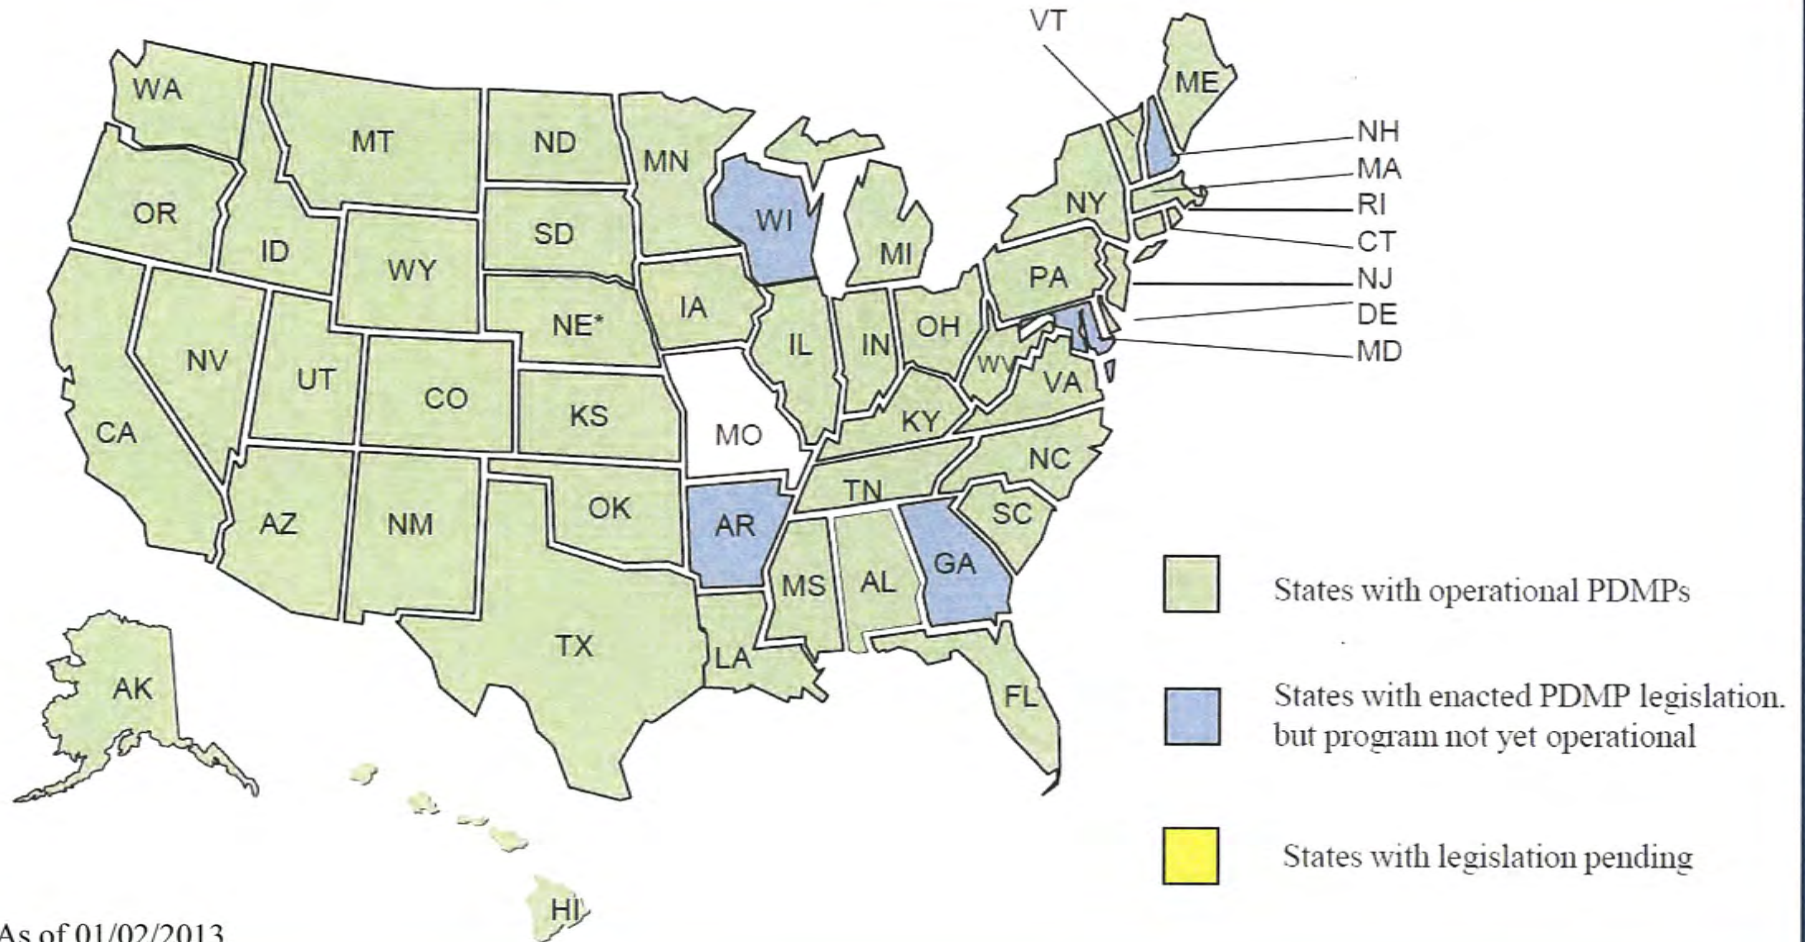 VT
ME
WA
MT
ND
MN
NH
MA
NY
RI
OR
WI
SD
CT
ID
MI
WY
PA
NJ
DE
IA
NE*
OH
MD
IL
IN
NV
WV
UT
VA
CO
KS
KY
CA
MO
NC
TN
OK
SC
AZ
NM
AR
GA
MS
AL
States with operational PDMPs
TX
LA
AK
FL
States with enacted PDMP legislation.
but program not yet operational
States with legislation pending
HI
As of 01/02/2013